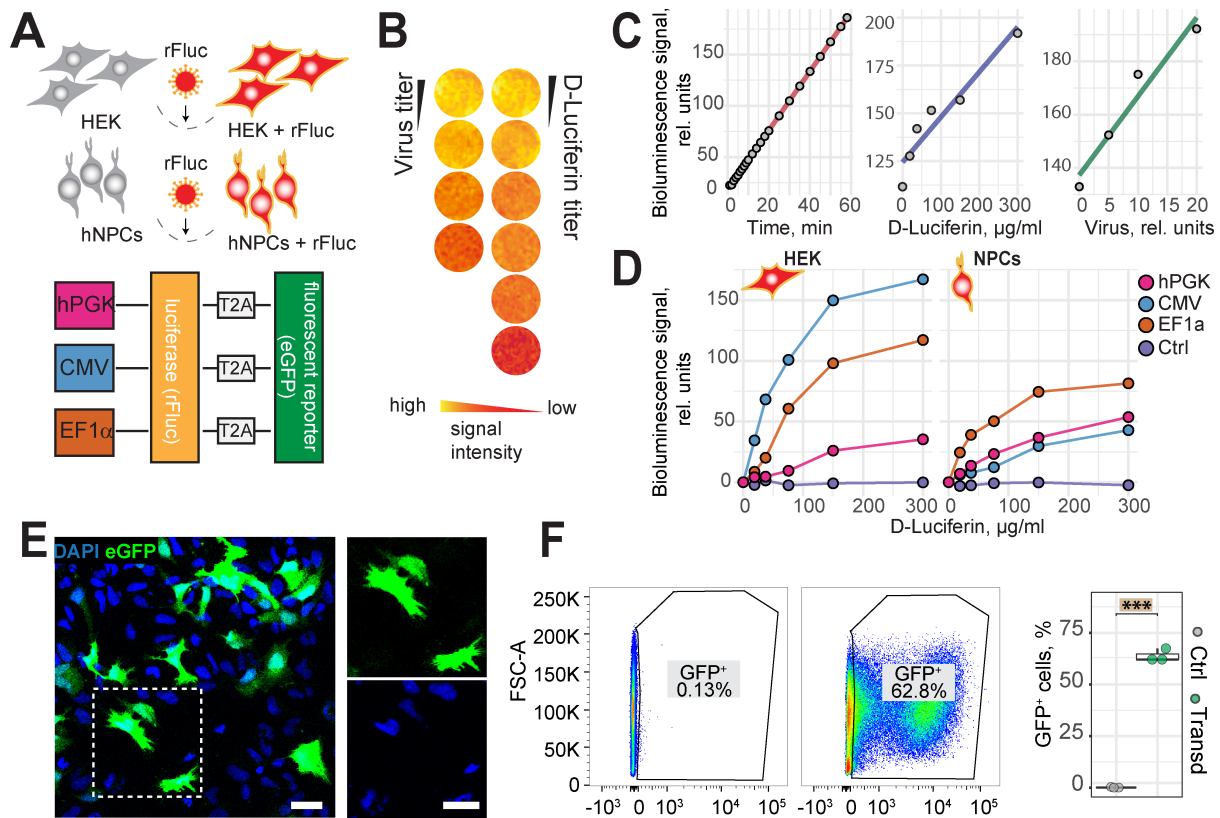 A
rFluc
HEK
HEK + rFluc
rFluc
hNPCs
hNPCs + rFluc
hPGK
CMV
EF1α
luciferase (rFluc)
T2A
T2A
T2A
fluorescent reporter
(eGFP)
B
Virus titer
D-Luciferin titer
high
low
signal
intensity
C
Bioluminescence signal,
rel. units
150
100
50
0
0 20 40 60
Time, min
200
175
150
125
0 100 200 300
D-Luciferin, µg/ml
180
160
140
0 5 10 15 20
Virus, rel. units
D
HEK
NPCs
Bioluminescence signal,
rel. units
150
100
50
0
0 100 200 300
0 100 200 300
D-Luciferin, µg/ml
hPGK
CMV
EF1a
Ctrl
E
DAPI eGFP
F
FSC-A
250K
200K
150K
100K
50K
0
GFP⁺
0.13%
-10³ 0 10³ 10⁴ 10⁵
GFP⁺
62.8%
-10³ 0 10³ 10⁴ 10⁵
GFP⁺ cells, %
75
50
25
0
***
Ctrl
Transd